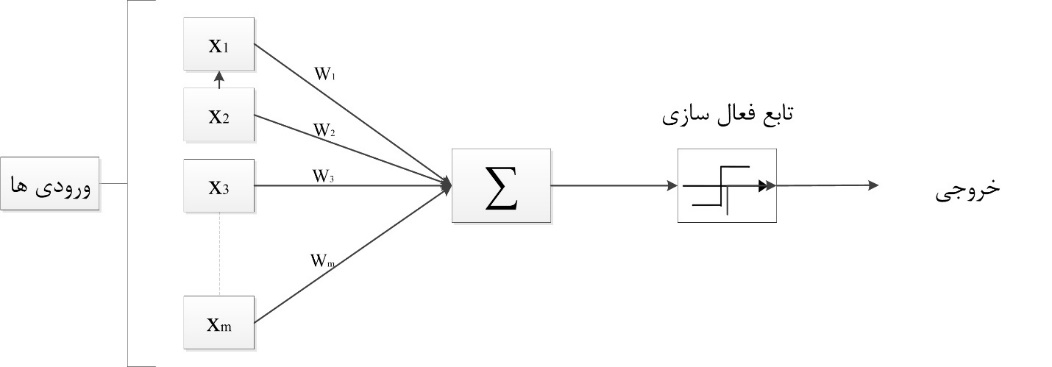 ورودی ها
X1
X2
X3
Xm
W1
W2
W3
Wm
∑
تابع فعال سازی
خروجی